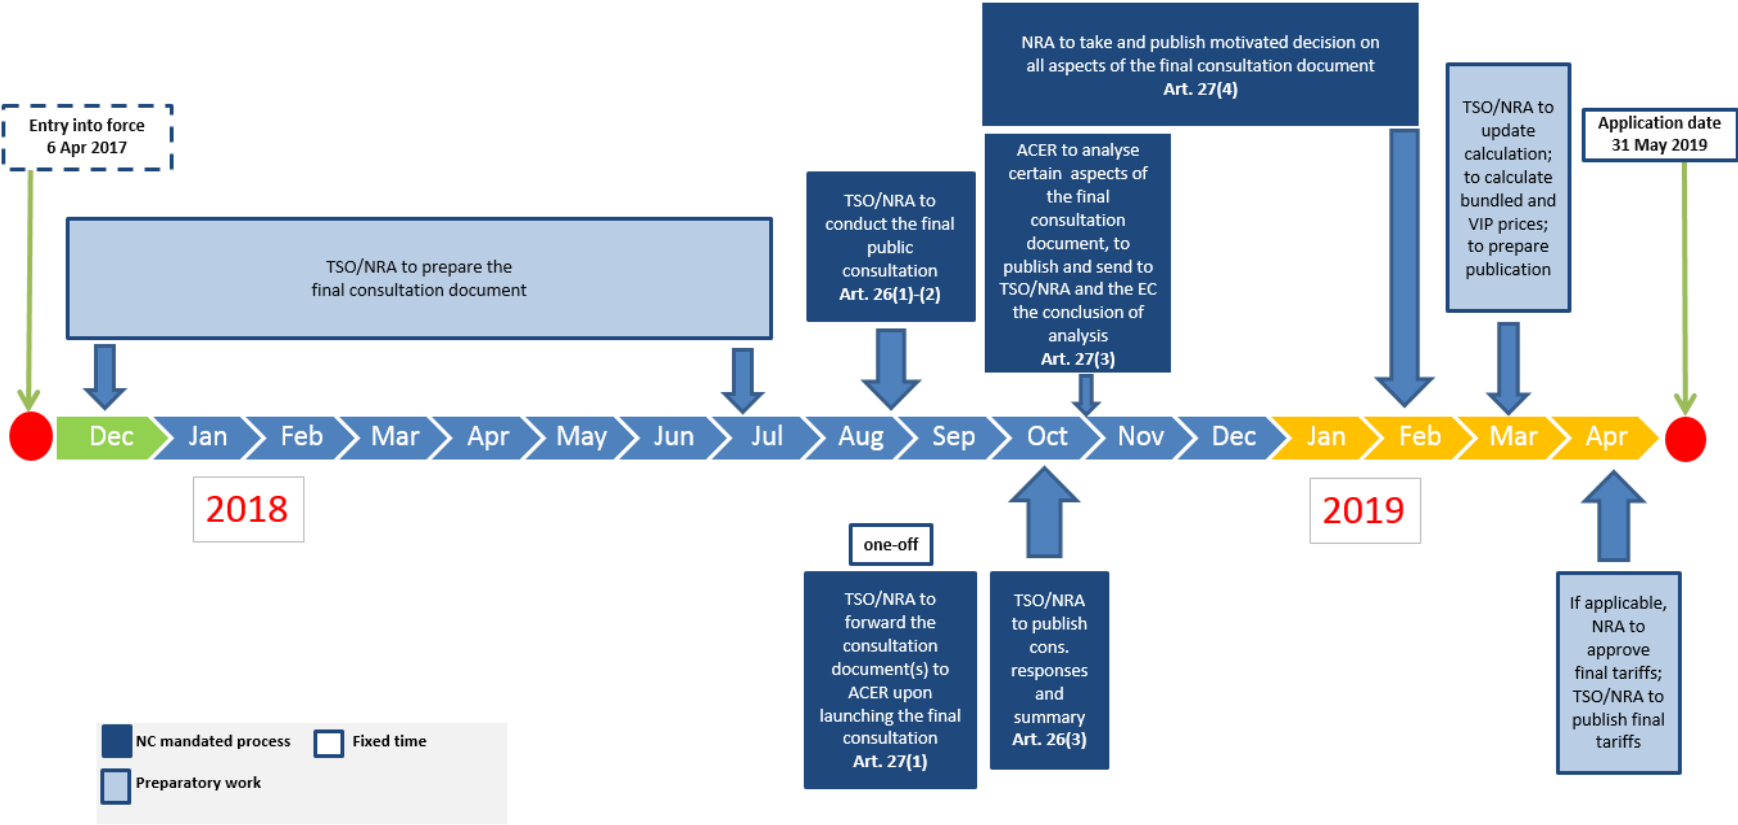 NRA to take and publish motivated decision on
all aspects of the final consultation document
Art. 27(4)
Entry into force
6 Apr 2017
TSO/NRA to prepare the
final consultation document
TSO/NRA to
conduct the final
public
consultation
Art. 26(1)-(2)
ACER to analyse
certain aspects of
the final
consultation
document, to
publish and send to
TSO/NRA and the EC
the conclusion of
analysis
Art. 27(3)
TSO/NRA to
update
calculation;
to calculate
bundled and
VIP prices;
to prepare
publication
Application date
31 May 2019
Dec Jan Feb Mar Apr May Jun Jul Aug Sep Oct Nov Dec Jan Feb Mar Apr
2018
2019
one-off
TSO/NRA to
forward the
consultation
document(s) to
ACER upon
launching the final
consultation
Art. 27(1)
TSO/NRA
to publish
cons.
responses
and
summary
Art. 26(3)
If applicable,
NRA to
approve
final tariffs;
TSO/NRA to
publish final
tariffs
NC mandated process
Fixed time
Preparatory work